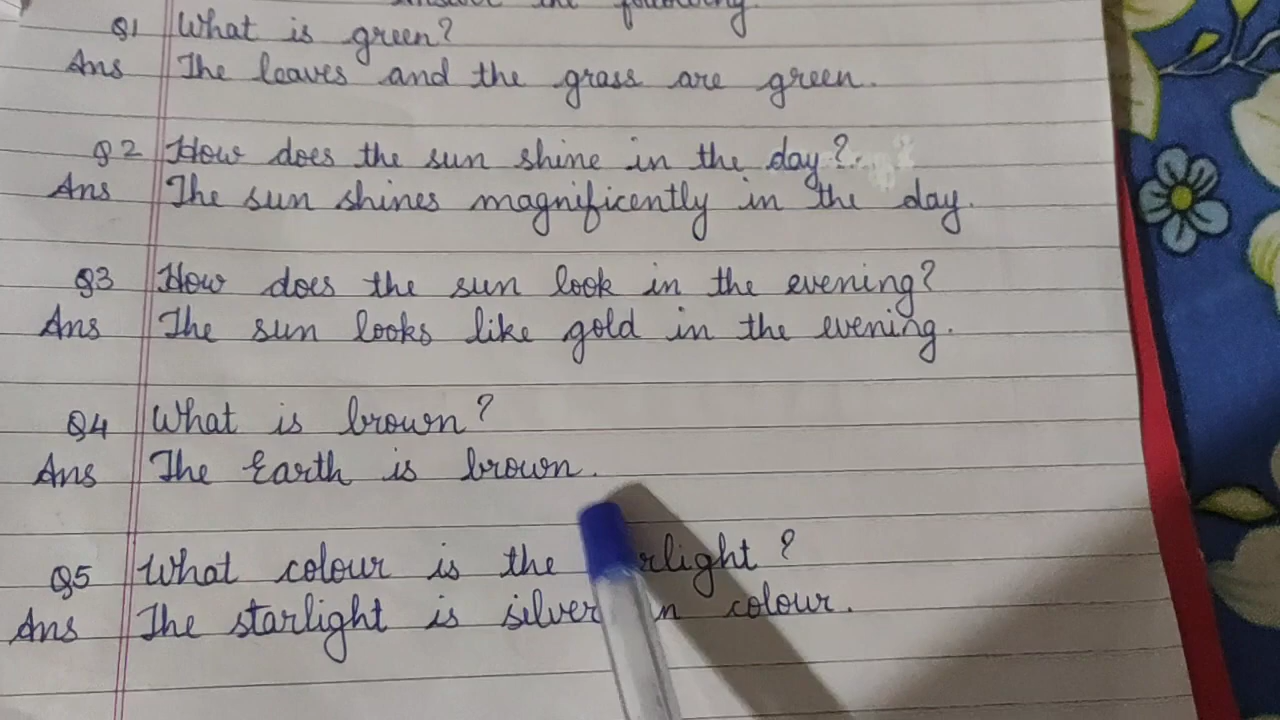 Answer the following
Q1 What is green?
Ans The leaves and the grass are green.
Q2 How does the sun shine in the day?
Ans The sun shines magnificently in the day.
Q3 How does the sun look in the evening?
Ans The sun looks like gold in the evening.
Q4 What is brown?
Ans The Earth is brown.
Q5 What colour is the rlight?
Ans The starlight is silver n colour.